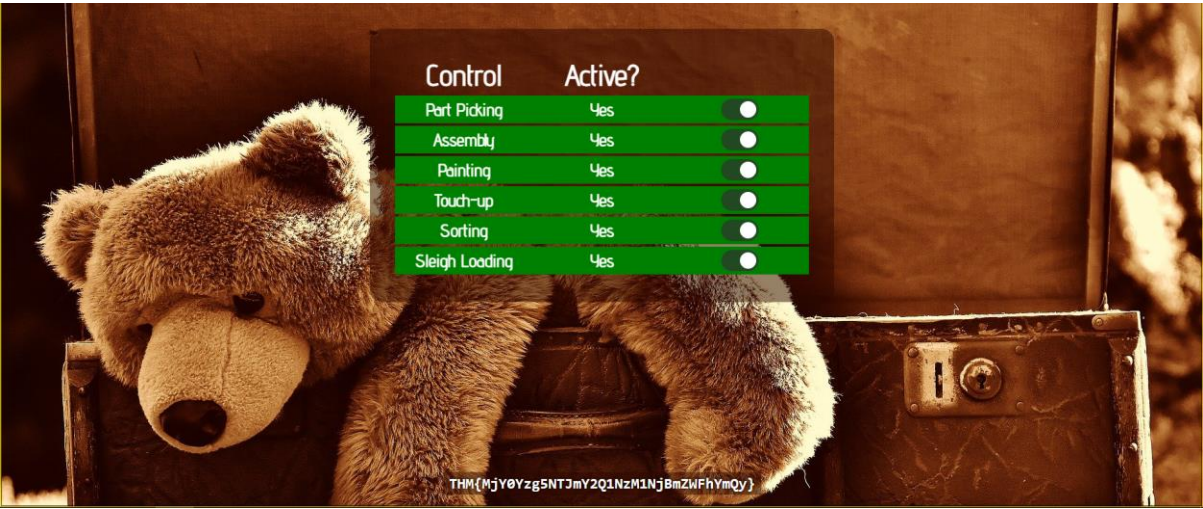 Control Active?
Part Picking Yes
Assembly Yes
Painting Yes
Touch-up Yes
Sorting Yes
Sleigh Loading Yes
THM{MjY0Yzg5NTJmY2Q1NzM1NjBmZWFhYmQy}